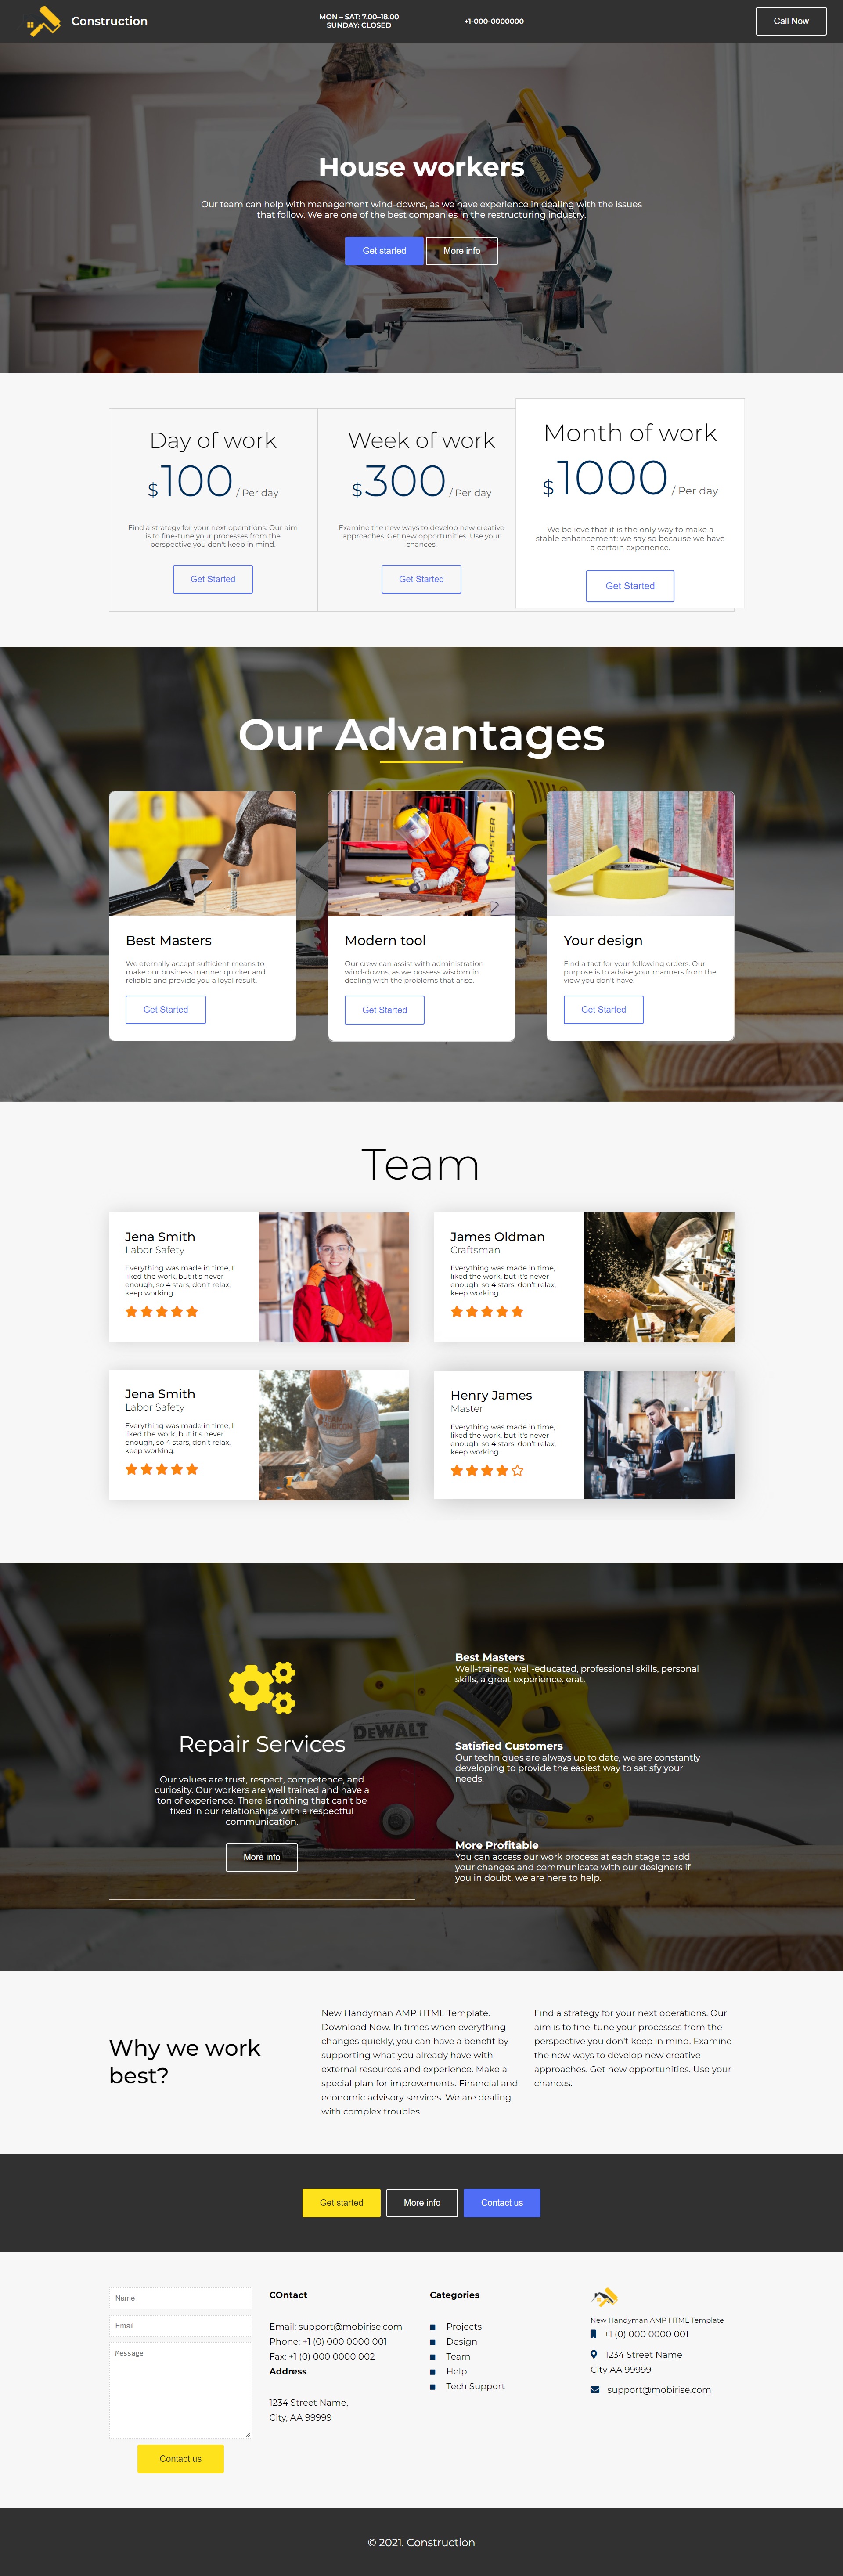 Construction
MON – SAT: 7.00–18.00
SUNDAY: CLOSED
+1-000-0000000
Call Now
House workers
Our team can help with management wind-downs, as we have experience in dealing with the issues
that follow. We are one of the best companies in the restructuring industry.
Get started
More info
Day of work
$100 / Per day
Find a strategy for your next operations. Our aim
is to fine-tune your processes from the
perspective you don't keep in mind.
Get Started
Week of work
$300 / Per day
Examine the new ways to develop new creative
approaches. Get new opportunities. Use your
chances.
Get Started
Month of work
$1000 / Per day
We believe that it is the only way to make a
stable enhancement: we say so because we have
a certain experience.
Get Started
Our Advantages
HYSTER
Best Masters
We eternally accept sufficient means to
make our business manner quicker and
reliable and provide you a loyal result.
Get Started
Modern tool
Our crew can assist with administration
wind-downs, as we possess wisdom in
dealing with the problems that arise.
Get Started
Your design
Find a tact for your following orders. Our
purpose is to advise your manners from the
view you don't have.
Get Started
Team
Jena Smith
Labor Safety
Everything was made in time, I
liked the work, but it's never
enough, so 4 stars, don't relax,
keep working.
James Oldman
Craftsman
Everything was made in time, I
liked the work, but it's never
enough, so 4 stars, don't relax,
keep working.
Jena Smith
Labor Safety
Everything was made in time, I
liked the work, but it's never
enough, so 4 stars, don't relax,
keep working.
Henry James
Master
Everything was made in time, I
liked the work, but it's never
enough, so 4 stars, don't relax,
keep working.
DEWALT
Repair Services
Our values are trust, respect, competence, and
curiosity. Our workers are well trained and have a
ton of experience. There is nothing that can't be
fixed in our relationships with a respectful
communication.
More info
Best Masters
Well-trained, well-educated, professional skills, personal
skills, a great experience. erat.
Satisfied Customers
Our techniques are always up to date, we are constantly
developing to provide the easiest way to satisfy your
needs.
More Profitable
You can access our work process at each stage to add
your changes and communicate with our designers if
you in doubt, we are here to help.
Why we work
best?
New Handyman AMP HTML Template.
Download Now. In times when everything
changes quickly, you can have a benefit by
supporting what you already have with
external resources and experience. Make a
special plan for improvements. Financial and
economic advisory services. We are dealing
with complex troubles.
Find a strategy for your next operations. Our
aim is to fine-tune your processes from the
perspective you don't keep in mind. Examine
the new ways to develop new creative
approaches. Get new opportunities. Use your
chances.
Get started
More info
Contact us
Name
Email
Message
Contact us
COntact
Email: support@mobirise.com
Phone: +1 (0) 000 0000 001
Fax: +1 (0) 000 0000 002
Address
1234 Street Name,
City, AA 99999
Categories
Projects
Design
Team
Help
Tech Support
New Handyman AMP HTML Template
+1 (0) 000 0000 001
1234 Street Name
City AA 99999
support@mobirise.com
© 2021. Construction